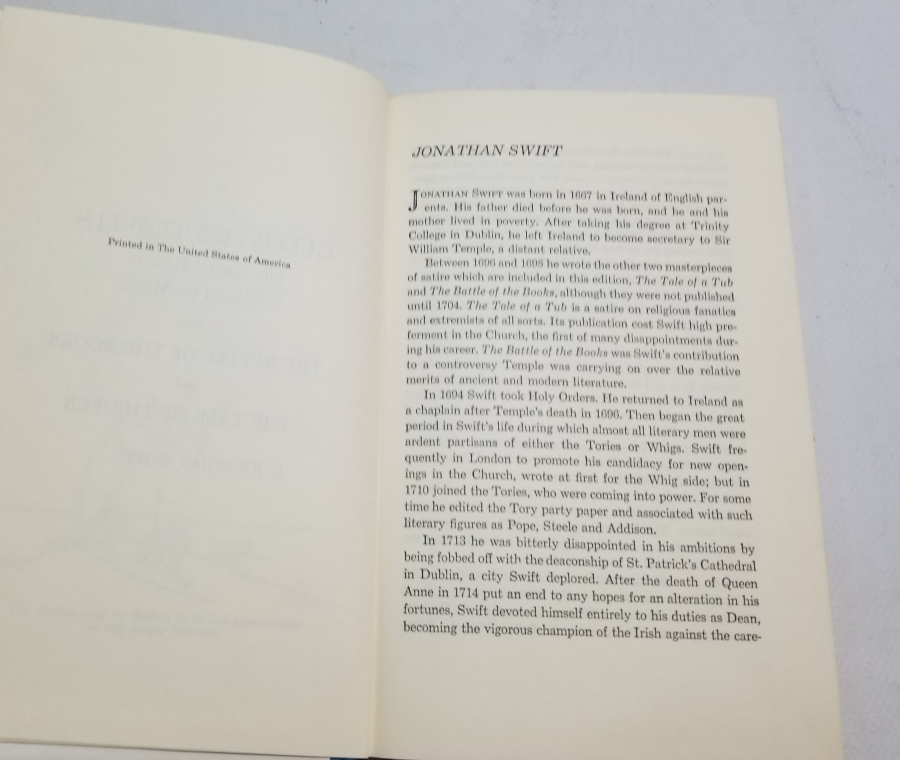 Printed in The United States of America
JONATHAN SWIFT
JONATHAN SWIFT was born in 1667 in Ireland of English par-
ents. His father died before he was born, and he and his
mother lived in poverty. After taking his degree at Trinity
College in Dublin, he left Ireland to become secretary to Sir
William Temple, a distant relative.
Between 1696 and 1698 he wrote the other two masterpieces
of satire which are included in this edition, The Tale of a Tub
and The Battle of the Books, although they were not published
until 1704. The Tale of a Tub is a satire on religious fanatics
and extremists of all sorts. Its publication cost Swift high pre-
ferment in the Church, the first of many disappointments dur-
ing his career. The Battle of the Books was Swift's contribution
to a controversy Temple was carrying on over the relative
merits of ancient and modern literature.
In 1694 Swift took Holy Orders. He returned to Ireland as
a chaplain after Temple's death in 1696. Then began the great
period in Swift's life during which almost all literary men were
ardent partisans of either the Tories or Whigs. Swift fre-
quently in London to promote his candidacy for new open-
ings in the Church, wrote at first for the Whig side; but in
1710 joined the Tories, who were coming into power. For some
time he edited the Tory party paper and associated with such
literary figures as Pope, Steele and Addison.
In 1713 he was bitterly disappointed in his ambitions by
being fobbed off with the deaconship of St. Patrick's Cathedral
in Dublin, a city Swift deplored. After the death of Queen
Anne in 1714 put an end to any hopes for an alteration in his
fortunes, Swift devoted himself entirely to his duties as Dean,
becoming the vigorous champion of the Irish against the care-